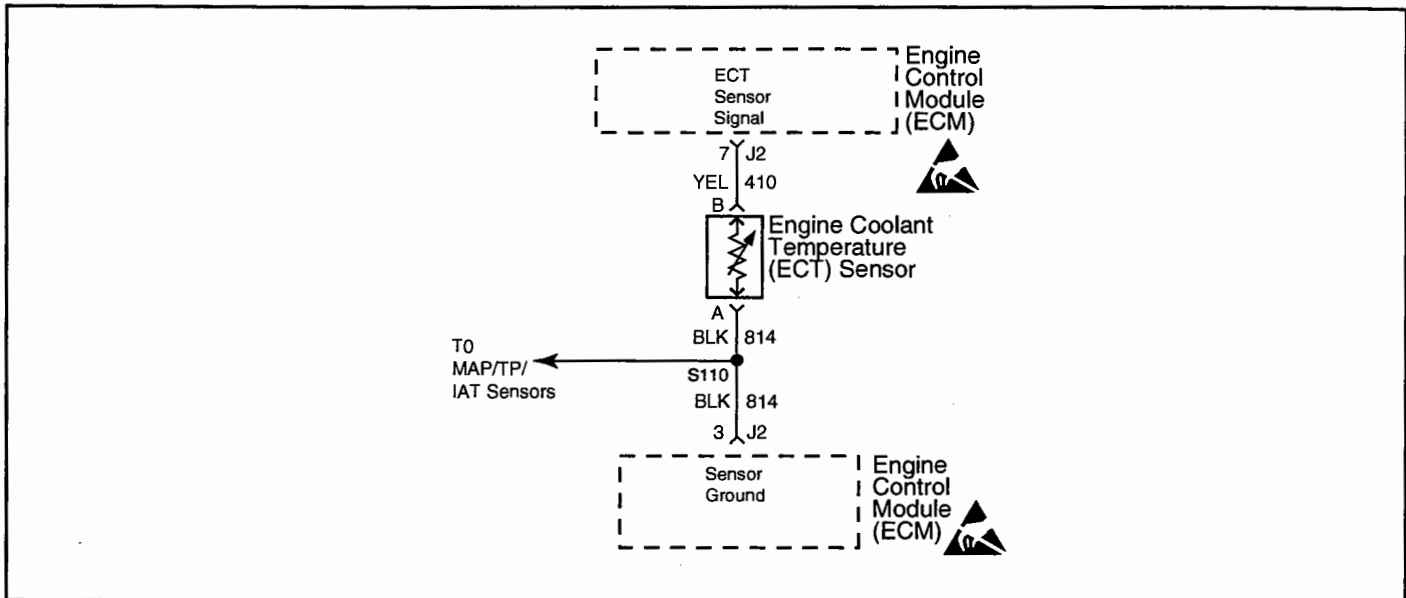 ECT
Sensor
Signal
Engine
Control
Module
(ECM)
7 J2
YEL 410
B
Engine Coolant
Temperature
(ECT) Sensor
A
BLK 814
T0
MAP/TP/
IAT Sensors
S110
BLK 814
3 J2
Sensor
Ground
Engine
Control
Module
(ECM)